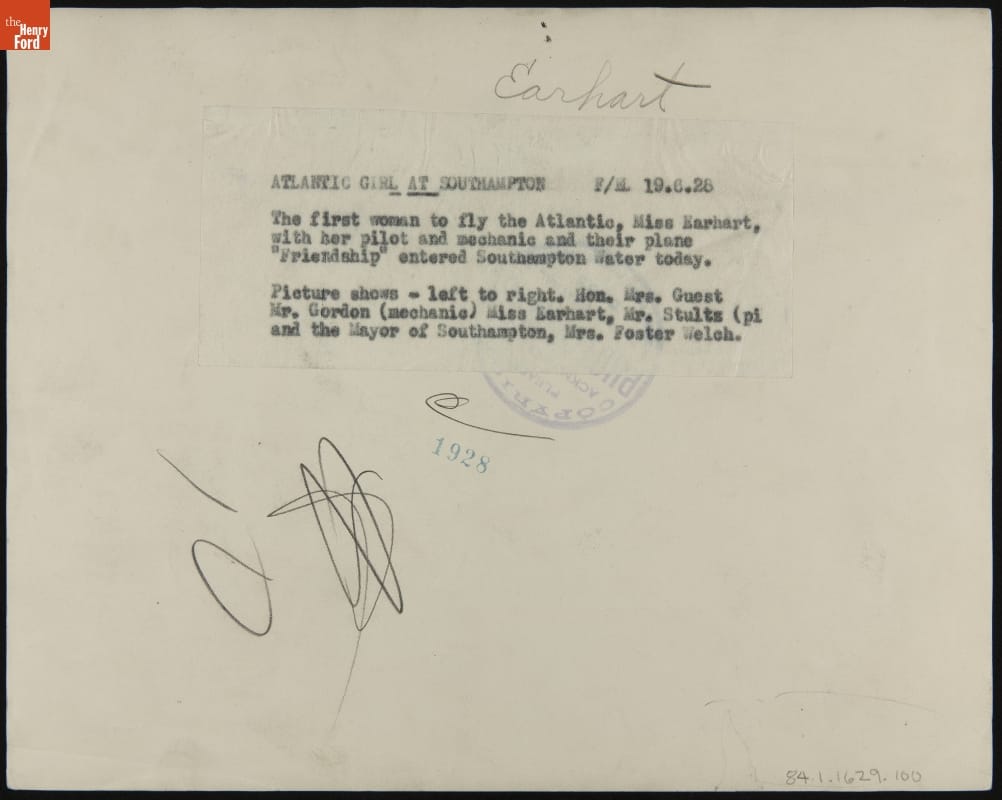 the
Henry
Ford
Earhart
ATLANTIC GIRL AT SOUTHAMPTON F/E. 19.6.28
The first woman to fly the Atlantic, Miss Earhart,
with her pilot and mechanic and their plane
"Friendship" entered Southampton Water today.
Picture shows - left to right. Hon. Mrs. Guest
Mr. Gordon (mechanic) Miss Earhart, Mr. Stultz (pi
and the Mayor of Southampton, Mrs. Foster Welch.
1928
84.1.1629.100